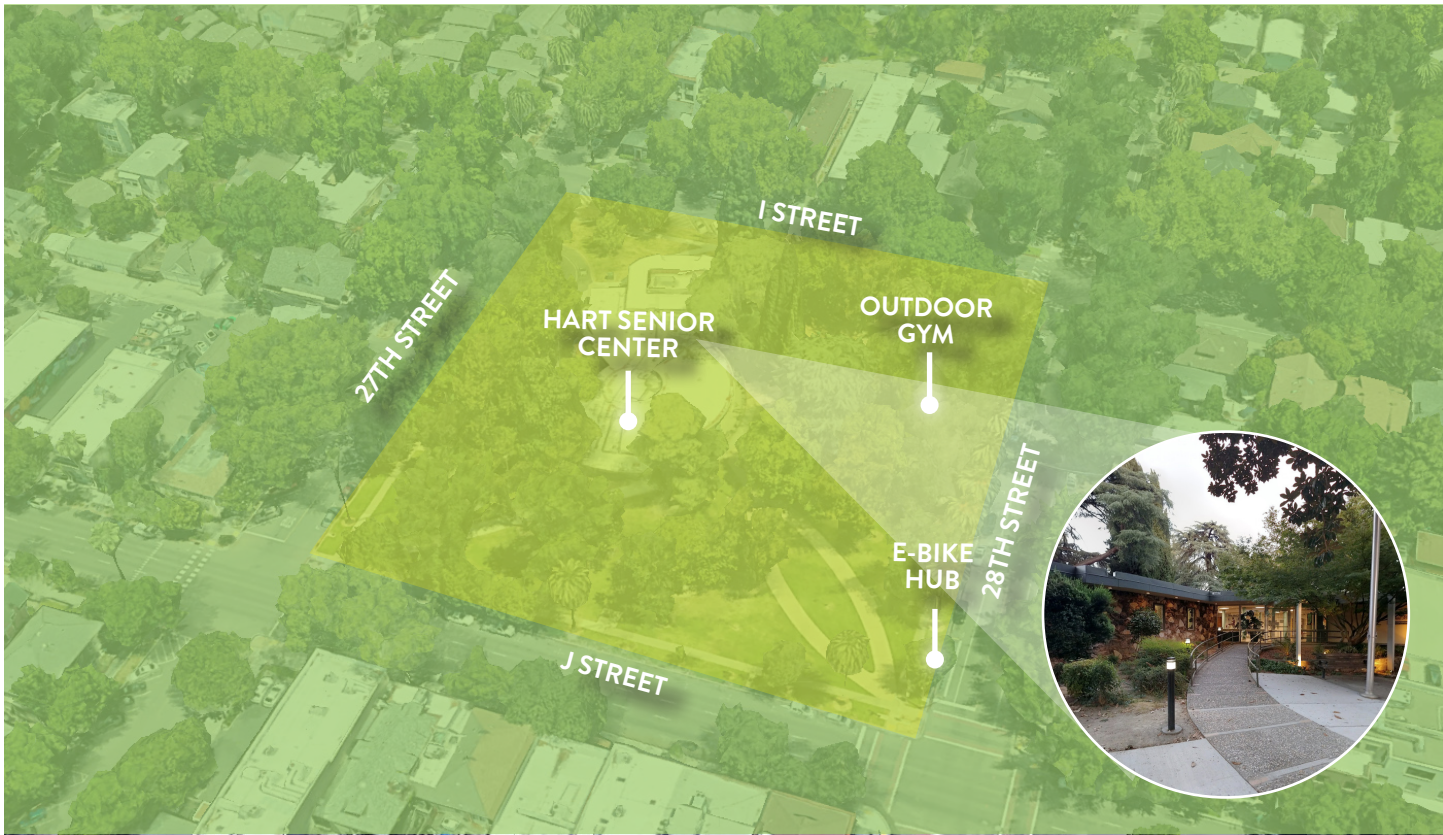 I STREET
27TH STREET
HART SENIOR
CENTER
OUTDOOR
GYM
28TH STREET
E-BIKE
HUB
J STREET